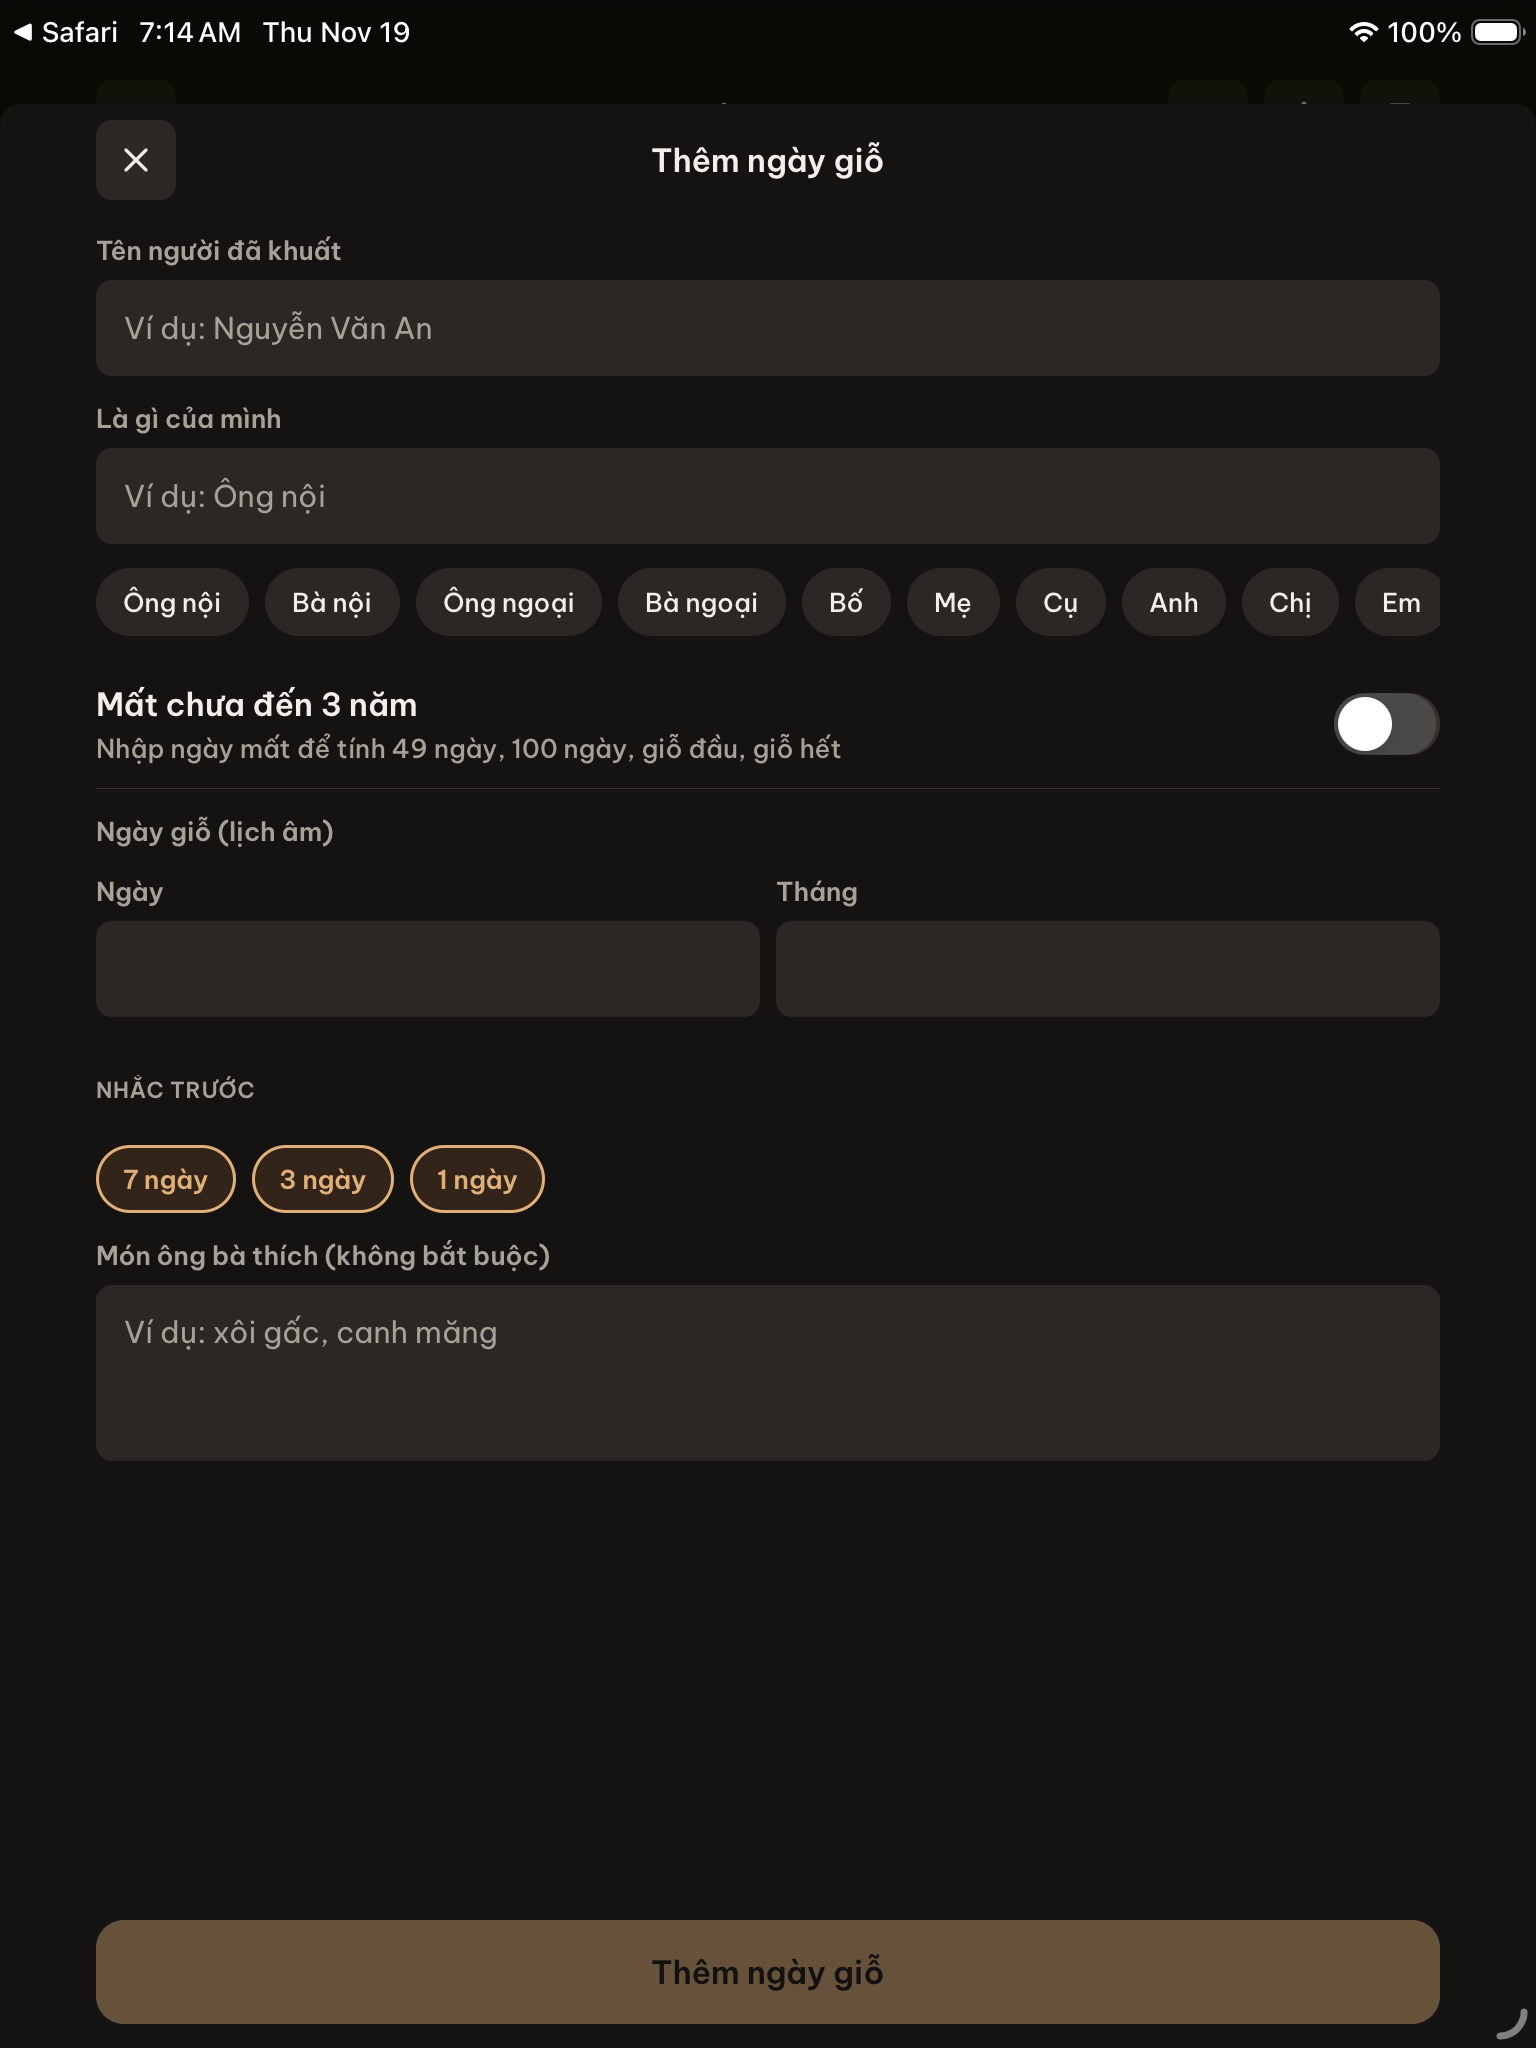 Safari 7:14 AM Thu Nov 19 100%
Thêm ngày giỗ
Tên người đã khuất
Ví dụ: Nguyễn Văn An
Là gì của mình
Ví dụ: Ông nội
Ông nội Bà nội Ông ngoại Bà ngoại Bố Mẹ Cụ Anh Chị Em
Mất chưa đến 3 năm
Nhập ngày mất để tính 49 ngày, 100 ngày, giỗ đầu, giỗ hết
Ngày giỗ (lịch âm)
Ngày Tháng
NHẮC TRƯỚC
7 ngày 3 ngày 1 ngày
Món ông bà thích (không bắt buộc)
Ví dụ: xôi gấc, canh măng
Thêm ngày giỗ